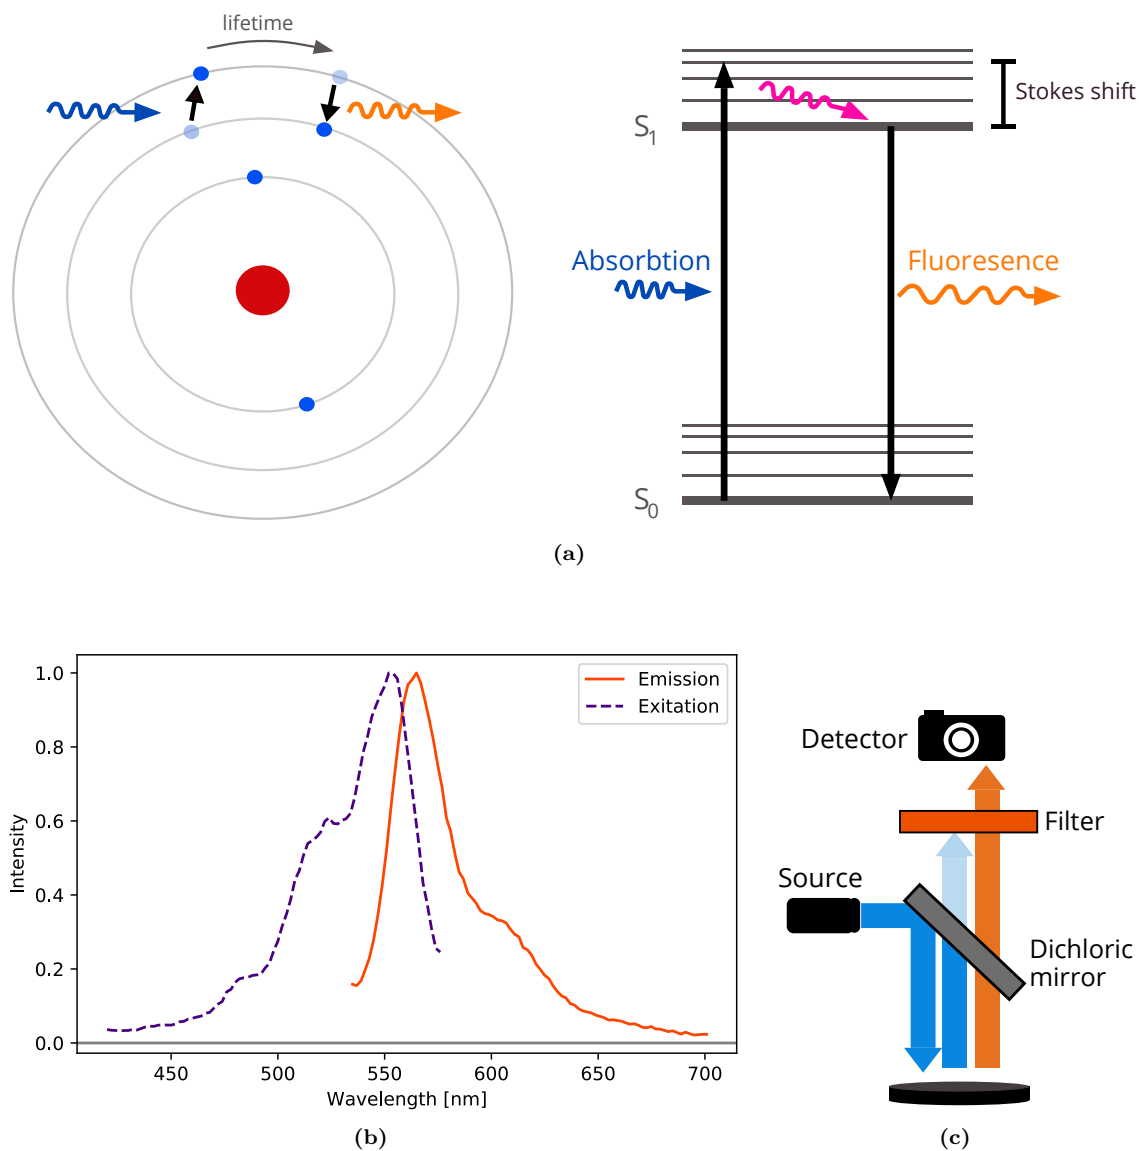 lifetime
Stokes shift
S1
Absorbtion
Fluoresence
S0
(a)
1.0
0.8
0.6
0.4
0.2
0.0
Intensity
Emission
Exitation
450
500
550
600
650
700
Wavelength [nm]
(b)
Detector
Filter
Source
Dichloric
mirror
(c)